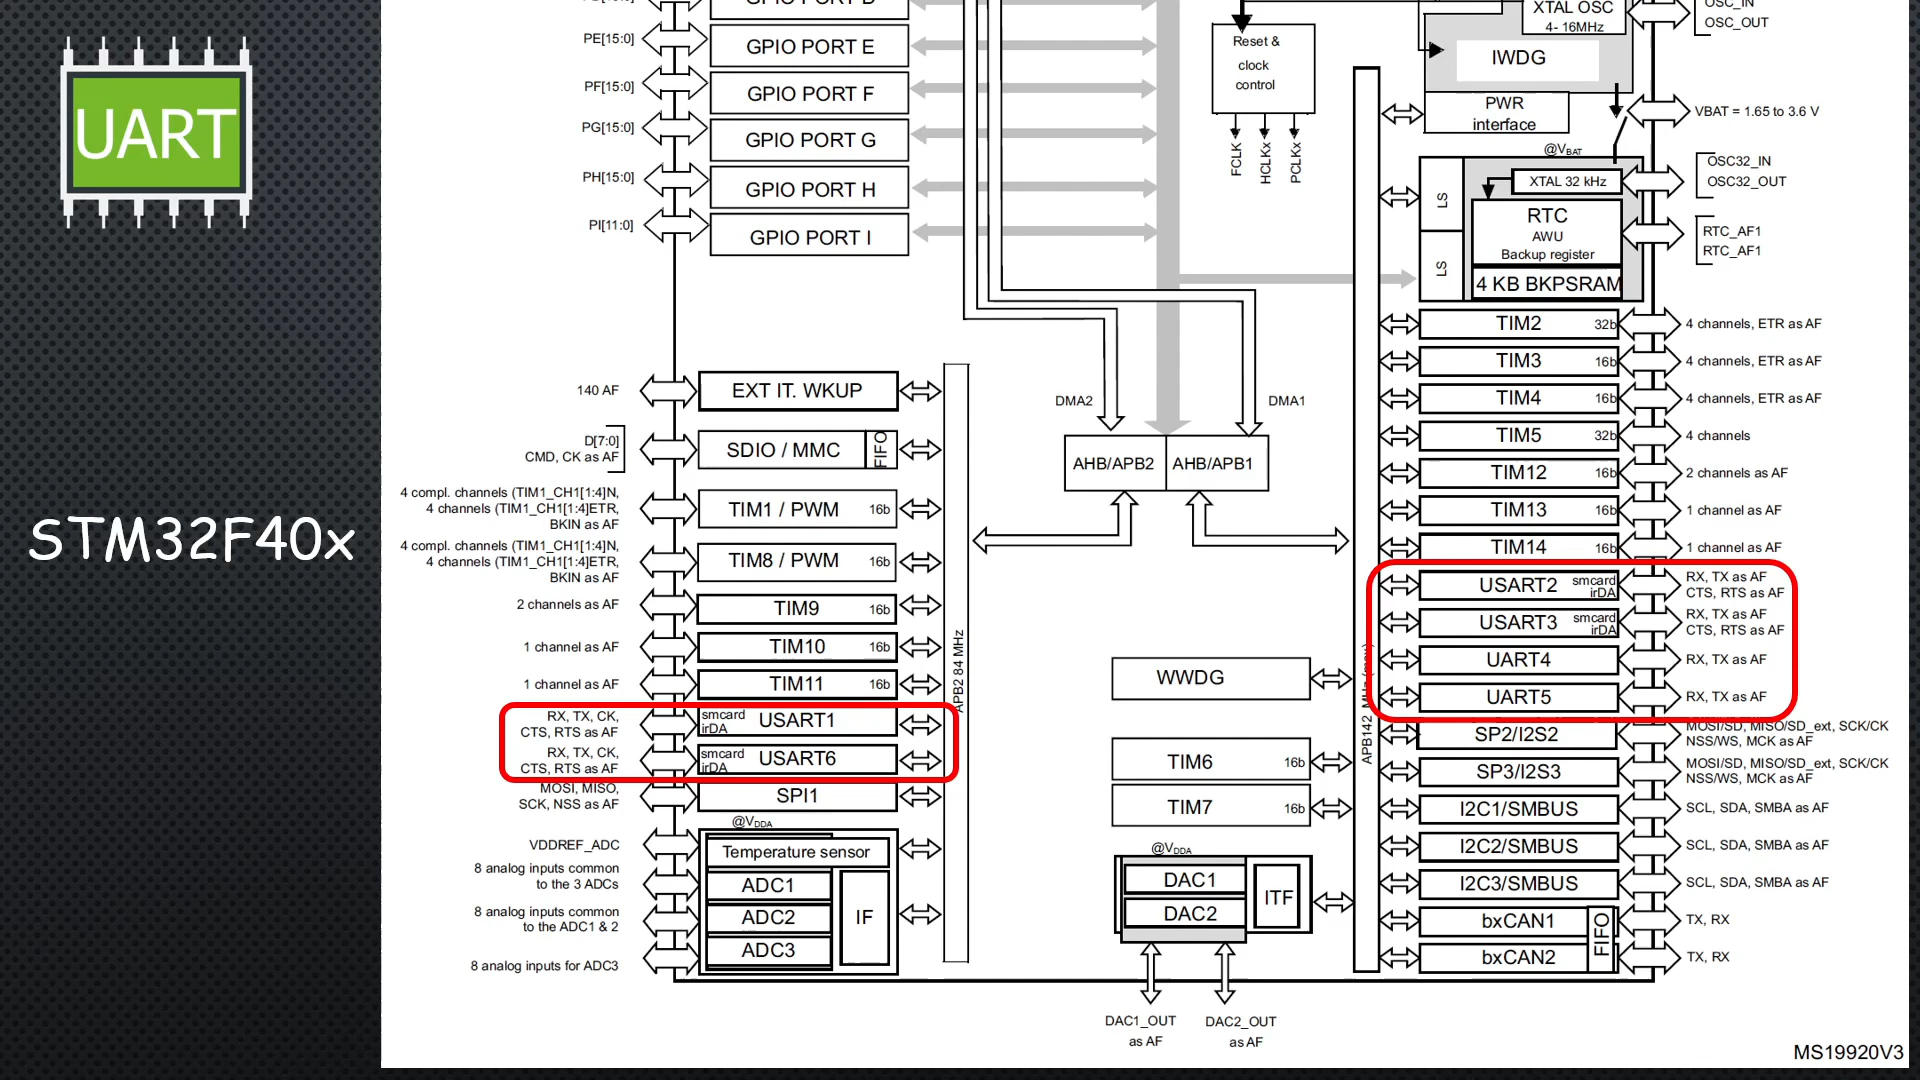 UART
STM32F40x
GPIO PORT D
PE[15:0]
GPIO PORT E
PF[15:0]
GPIO PORT F
PG[15:0]
GPIO PORT G
PH[15:0]
GPIO PORT H
PI[11:0]
GPIO PORT I
Reset &
clock
control
FCLK
HCLKx
PCLKx
XTAL OSC
4- 16MHz
OSC_IN
OSC_OUT
IWDG
PWR
interface
VBAT = 1.65 to 3.6 V
@VBAT
LS
LS
XTAL 32 kHz
OSC32_IN
OSC32_OUT
RTC
AWU
Backup register
RTC_AF1
RTC_AF1
4 KB BKPSRAM
DMA2
DMA1
AHB/APB2
AHB/APB1
140 AF
EXT IT. WKUP
D[7:0]
CMD, CK as AF
SDIO / MMC
FIFO
4 compl. channels (TIM1_CH1[1:4]N,
4 channels (TIM1_CH1[1:4]ETR,
BKIN as AF
TIM1 / PWM
16b
4 compl. channels (TIM1_CH1[1:4]N,
4 channels (TIM1_CH1[1:4]ETR,
BKIN as AF
TIM8 / PWM
16b
2 channels as AF
TIM9
16b
1 channel as AF
TIM10
16b
1 channel as AF
TIM11
16b
RX, TX, CK,
CTS, RTS as AF
smcard
irDA
USART1
RX, TX, CK,
CTS, RTS as AF
smcard
irDA
USART6
MOSI, MISO,
SCK, NSS as AF
SPI1
@VDDA
VDDREF_ADC
Temperature sensor
8 analog inputs common
to the 3 ADCs
ADC1
8 analog inputs common
to the ADC1 & 2
ADC2
8 analog inputs for ADC3
ADC3
IF
APB2 84 MHz
WWDG
TIM6
16b
TIM7
16b
@VDDA
DAC1
DAC2
ITF
DAC1_OUT
as AF
DAC2_OUT
as AF
APB142 MHz (max)
TIM2
32b
4 channels, ETR as AF
TIM3
16b
4 channels, ETR as AF
TIM4
16b
4 channels, ETR as AF
TIM5
32b
4 channels
TIM12
16b
2 channels as AF
TIM13
16b
1 channel as AF
TIM14
16b
1 channel as AF
USART2
smcard
irDA
RX, TX as AF
CTS, RTS as AF
USART3
smcard
irDA
RX, TX as AF
CTS, RTS as AF
UART4
RX, TX as AF
UART5
RX, TX as AF
SP2/I2S2
MOSI/SD, MISO/SD_ext, SCK/CK
NSS/WS, MCK as AF
SP3/I2S3
MOSI/SD, MISO/SD_ext, SCK/CK
NSS/WS, MCK as AF
I2C1/SMBUS
SCL, SDA, SMBA as AF
I2C2/SMBUS
SCL, SDA, SMBA as AF
I2C3/SMBUS
SCL, SDA, SMBA as AF
bxCAN1
TX, RX
bxCAN2
TX, RX
FIFO
MS19920V3